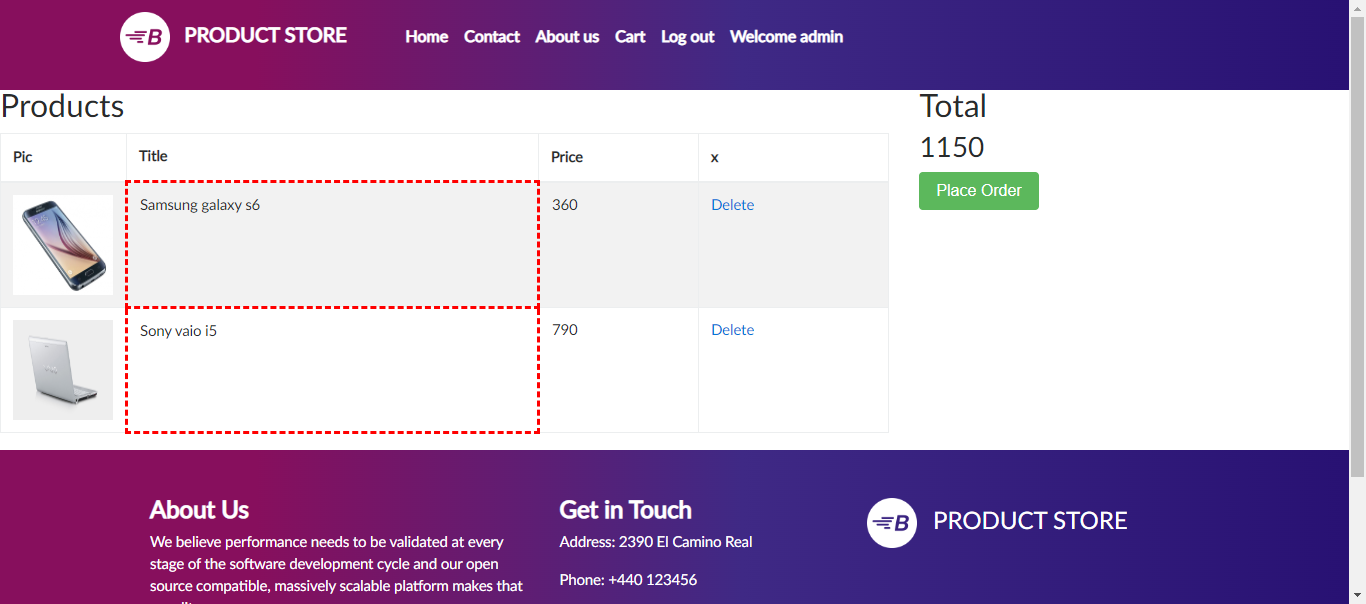 B PRODUCT STORE Home Contact About us Cart Log out Welcome admin
Products
Pic Title Price x
Samsung galaxy s6 360 Delete
Sony vaio i5 790 Delete
Total
1150
Place Order
About Us
We believe performance needs to be validated at every
stage of the software development cycle and our open
source compatible, massively scalable platform makes that
Get in Touch
Address: 2390 El Camino Real
Phone: +440 123456
B PRODUCT STORE